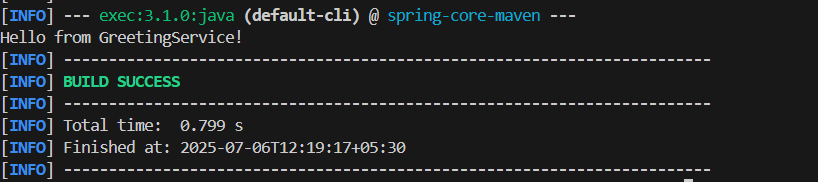 [INFO] --- exec:3.1.0:java (default-cli) @ spring-core-maven ---
Hello from GreetingService!
[INFO] ------------------------------------------------------------------------
[INFO] BUILD SUCCESS
[INFO] ------------------------------------------------------------------------
[INFO] Total time:  0.799 s
[INFO] Finished at: 2025-07-06T12:19:17+05:30
[INFO] ------------------------------------------------------------------------